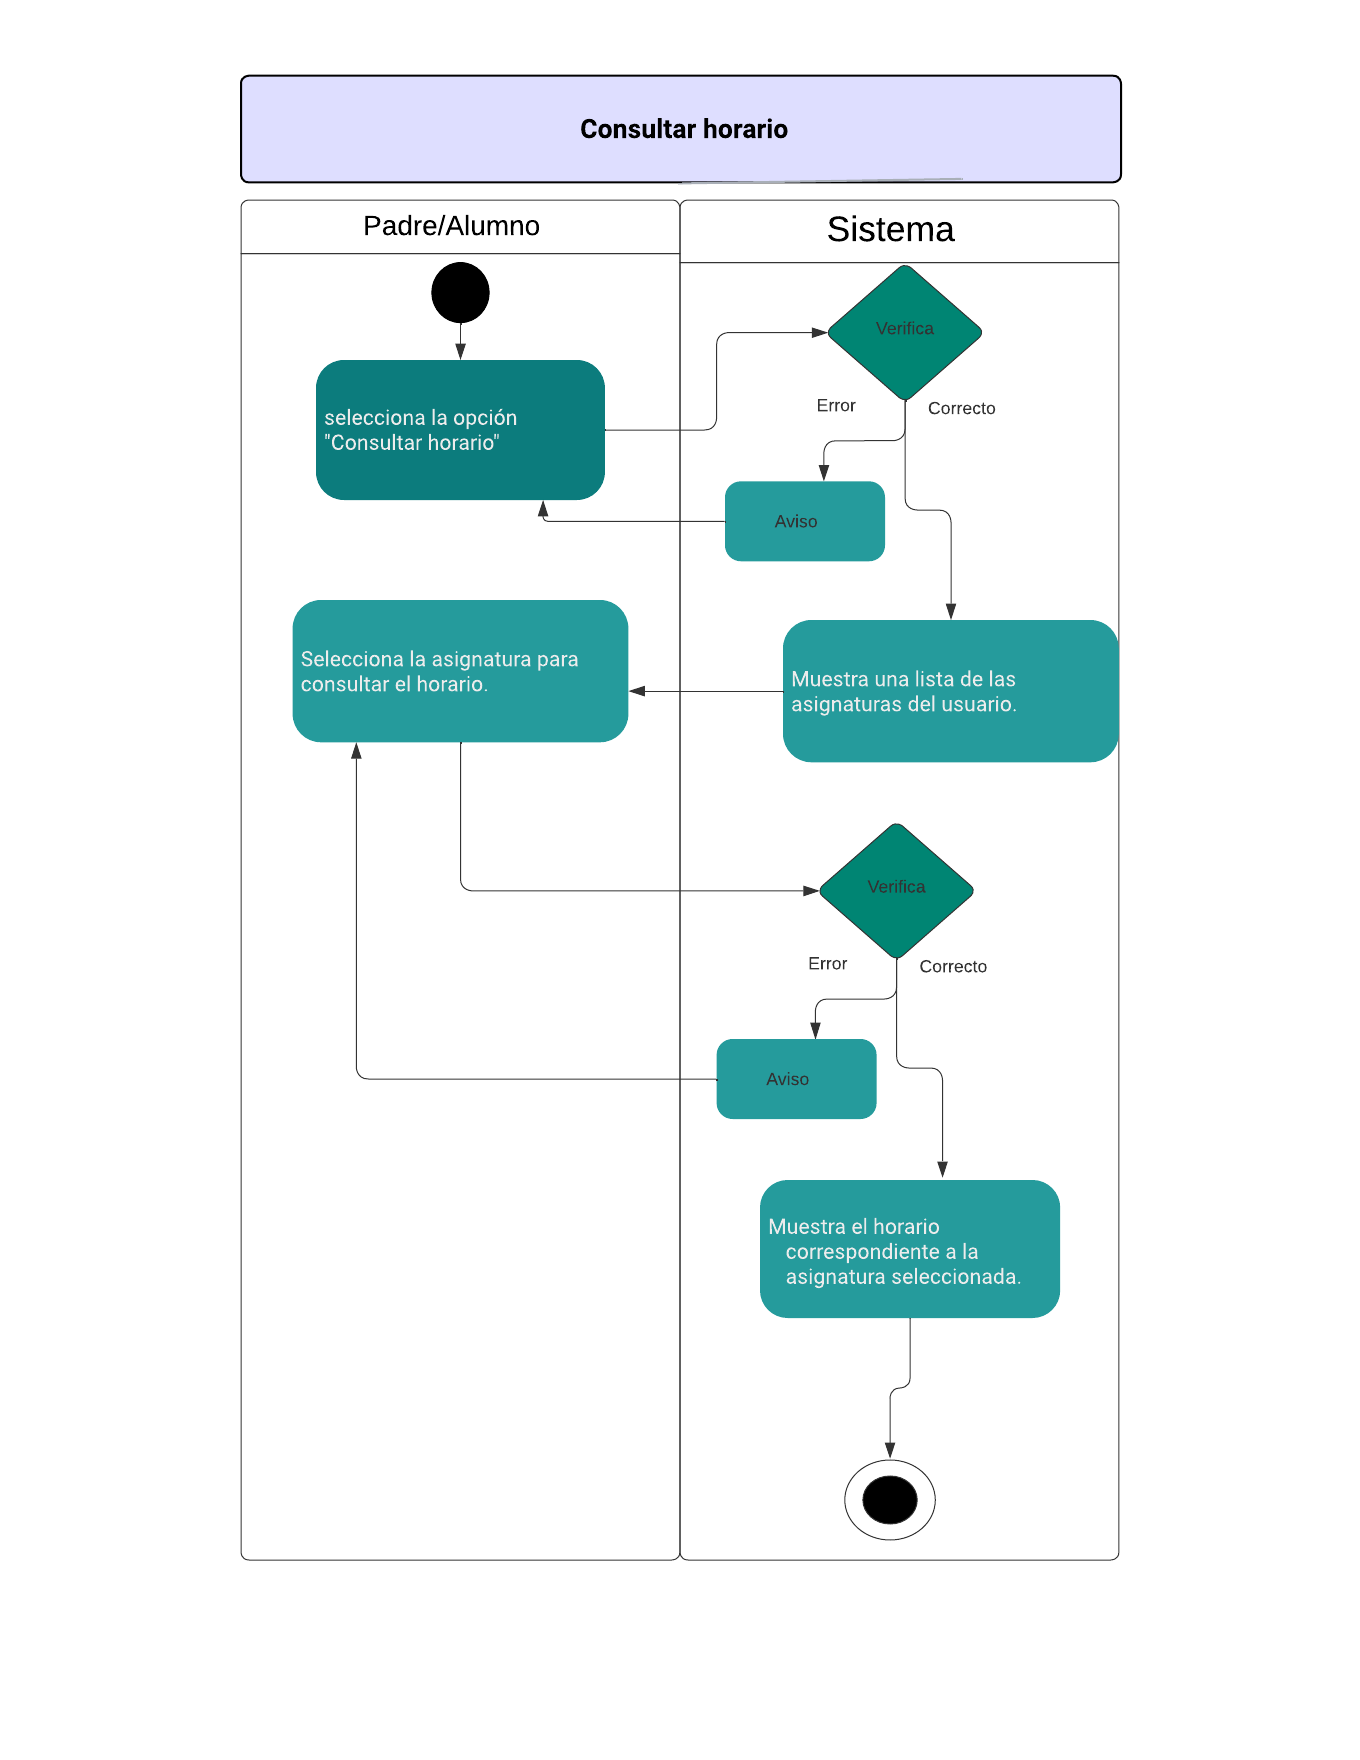 Consultar horario
Padre/Alumno
Sistema
Verifica
Error
Correcto
selecciona la opción
"Consultar horario"
Aviso
Selecciona la asignatura para
consultar el horario.
Muestra una lista de las
asignaturas del usuario.
Verifica
Error
Correcto
Aviso
Muestra el horario
correspondiente a la
asignatura seleccionada.